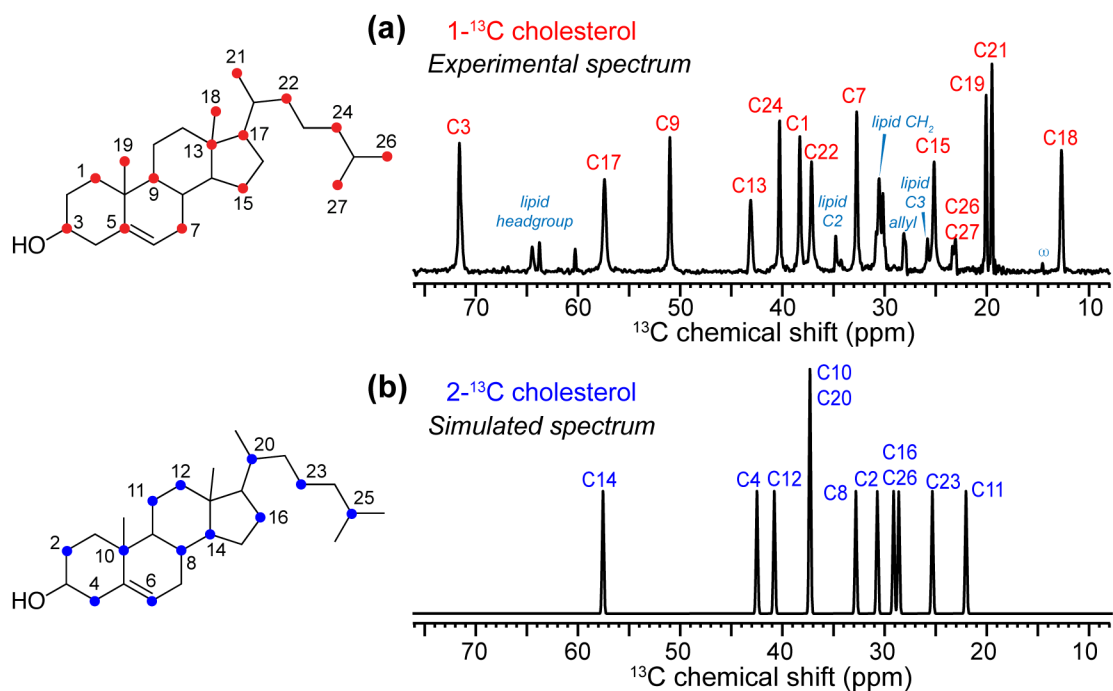 (a) 1-¹³C cholesterol
Experimental spectrum
21
22
18
24
26
17
19
13
27
1
9
15
3
5
7
HO
C3
C17
C9
C13
C24
C1
C22
C7
C15
C26
C27
C19
C21
C18
lipid
headgroup
lipid
C2
lipid CH₂
allyl
lipid
C3
ω
70 60 50 40 30 20 10
¹³C chemical shift (ppm)
(b) 2-¹³C cholesterol
Simulated spectrum
20
23
12
11
25
16
2
10
8
14
4
6
HO
C14
C4
C12
C10
C20
C8
C2
C16
C26
C23
C11
70 60 50 40 30 20 10
¹³C chemical shift (ppm)